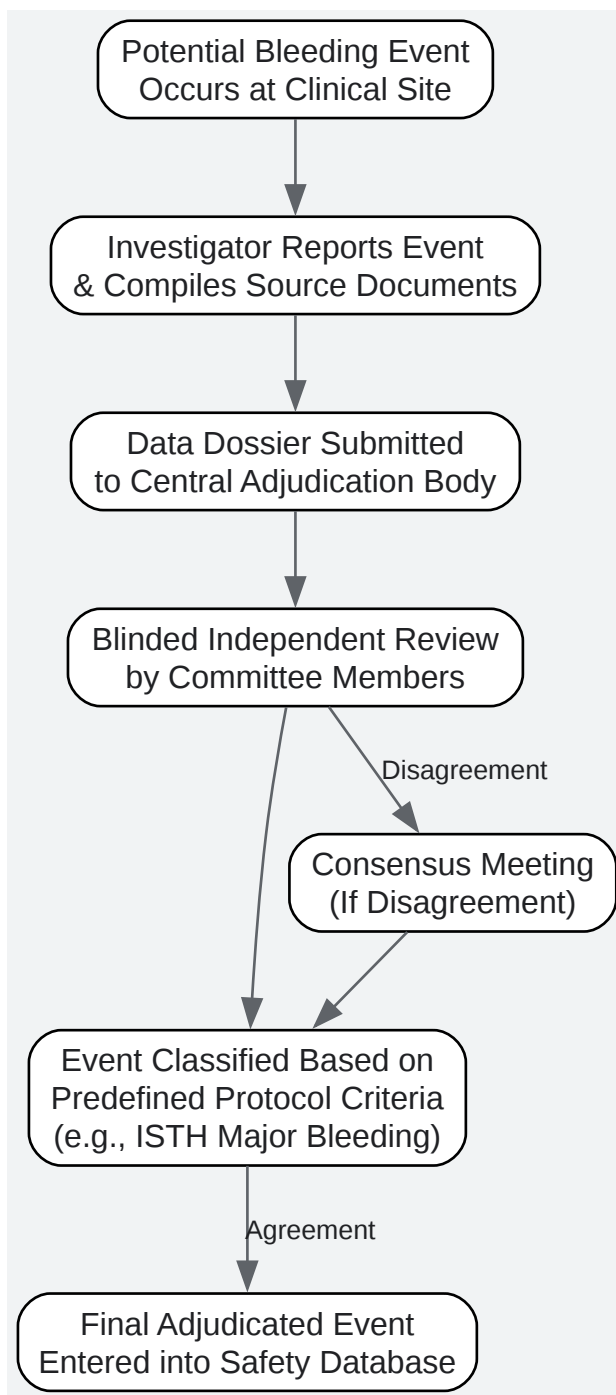 Potential Bleeding Event
Occurs at Clinical Site
Investigator Reports Event
& Compiles Source Documents
Data Dossier Submitted
to Central Adjudication Body
Blinded Independent Review
by Committee Members
Disagreement
Consensus Meeting
(If Disagreement)
Event Classified Based on
Predefined Protocol Criteria
(e.g., ISTH Major Bleeding)
Agreement
Final Adjudicated Event
Entered into Safety Database